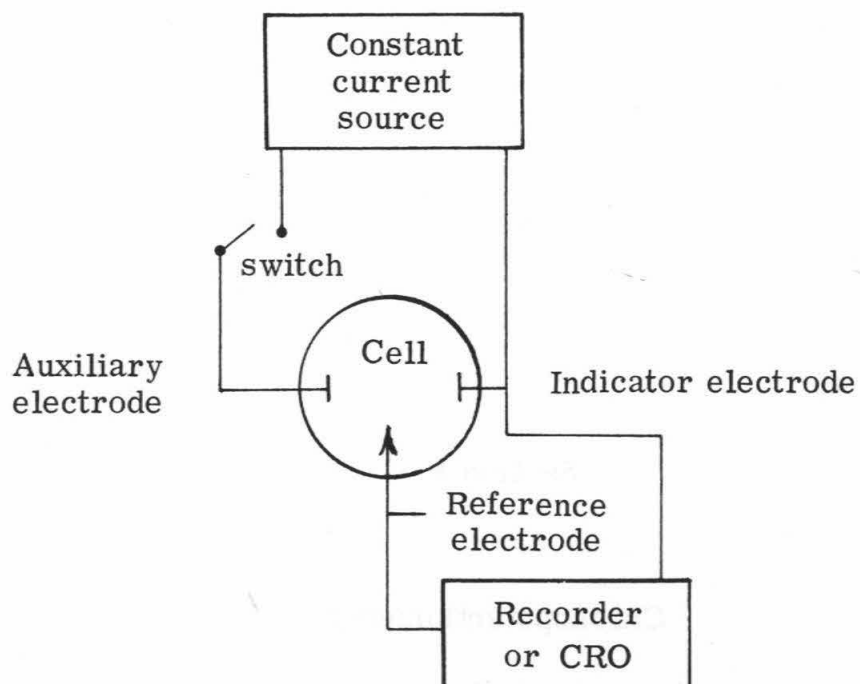 Constant
current
source
switch
Cell
Auxiliary
electrode
Indicator electrode
Reference
electrode
Recorder
or CRO